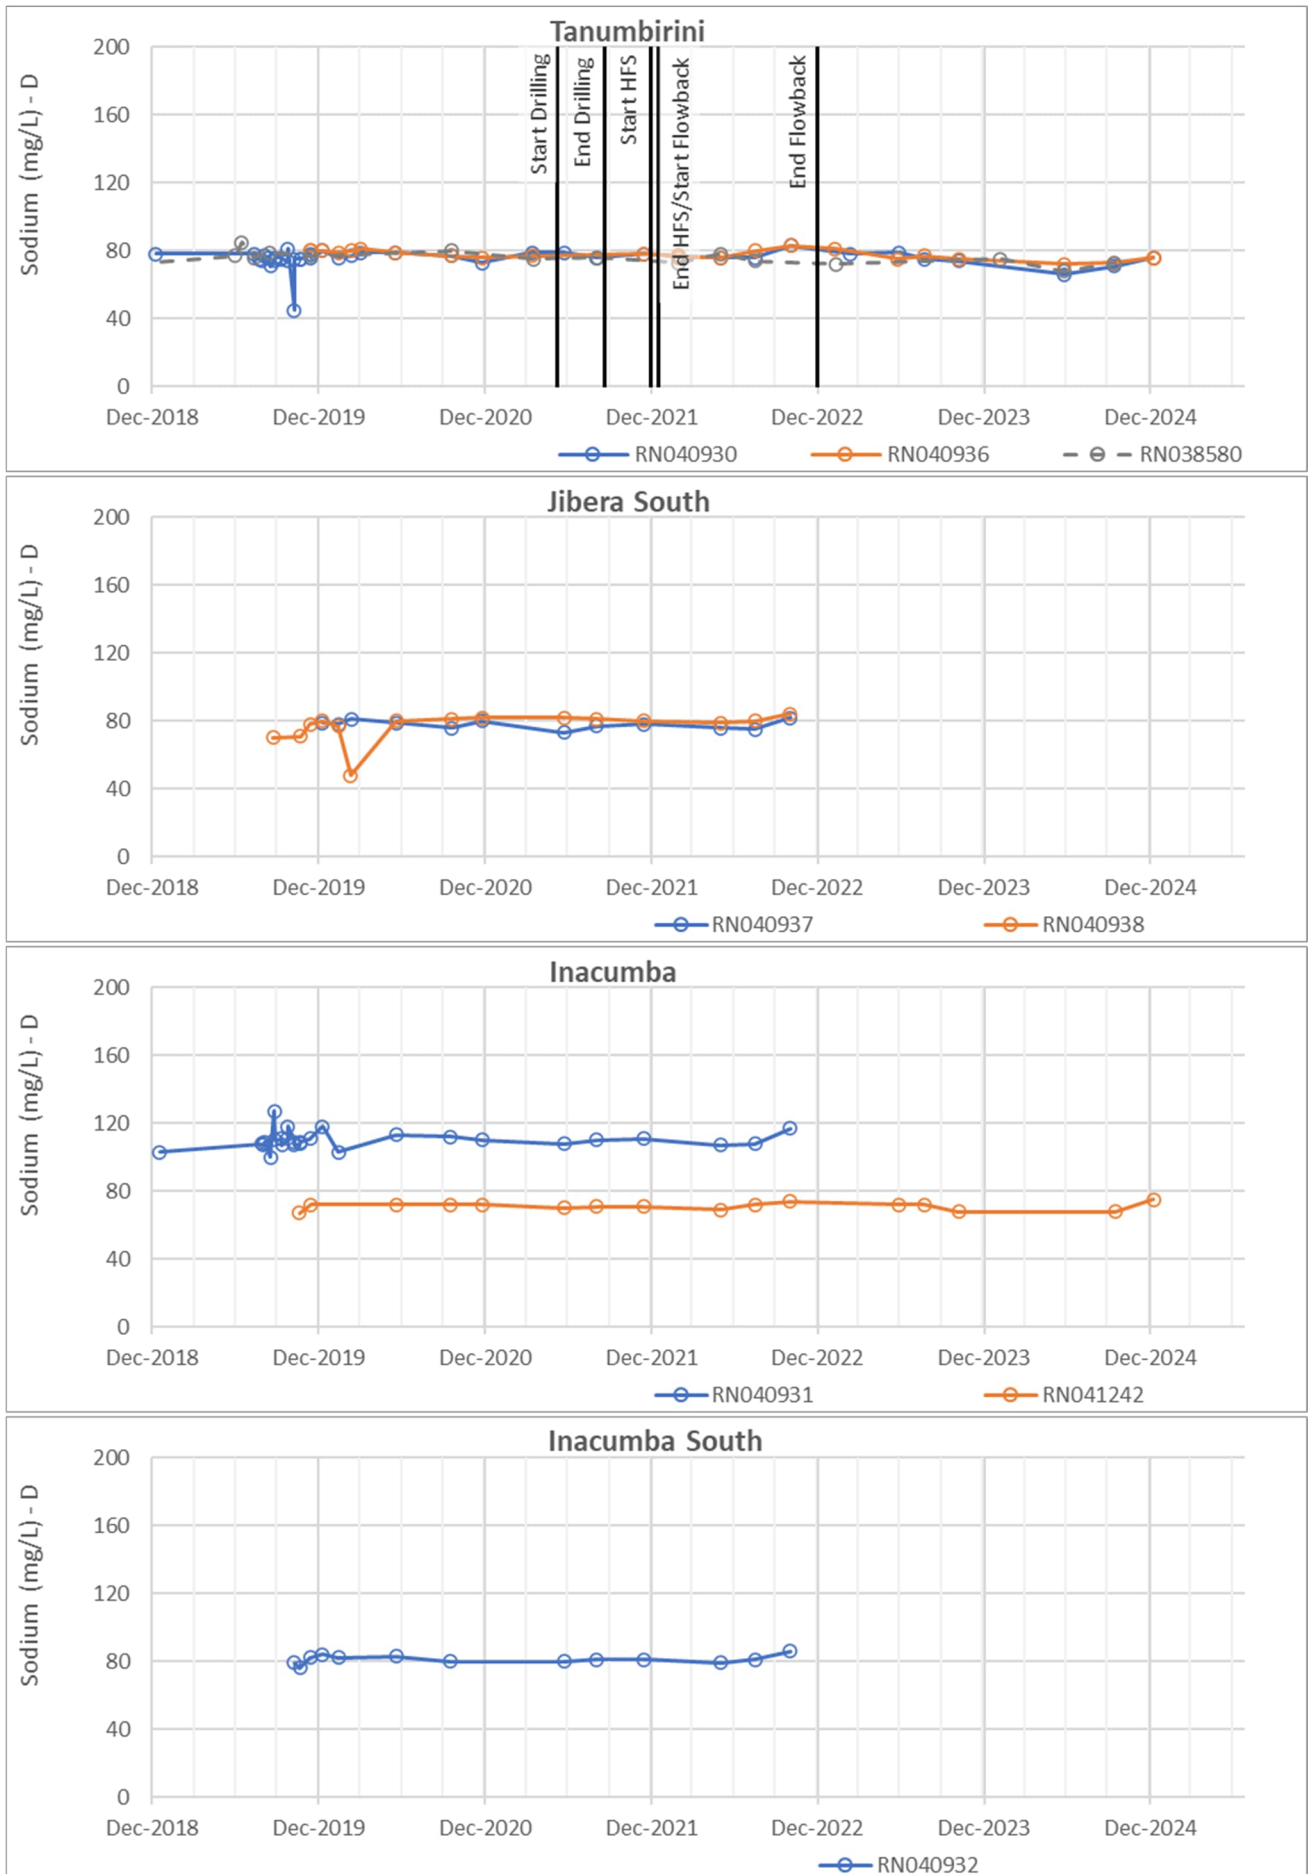 Tanumbirini
Sodium (mg/L) - D
200
160
120
80
40
0
Start Drilling
End Drilling
Start HFS
End HFS/Start Flowback
End Flowback
Dec-2018 Dec-2019 Dec-2020 Dec-2021 Dec-2022 Dec-2023 Dec-2024
RN040930 RN040936 RN038580
Jibera South
Sodium (mg/L) - D
200
160
120
80
40
0
Dec-2018 Dec-2019 Dec-2020 Dec-2021 Dec-2022 Dec-2023 Dec-2024
RN040937 RN040938
Inacumba
Sodium (mg/L) - D
200
160
120
80
40
0
Dec-2018 Dec-2019 Dec-2020 Dec-2021 Dec-2022 Dec-2023 Dec-2024
RN040931 RN041242
Inacumba South
Sodium (mg/L) - D
200
160
120
80
40
0
Dec-2018 Dec-2019 Dec-2020 Dec-2021 Dec-2022 Dec-2023 Dec-2024
RN040932